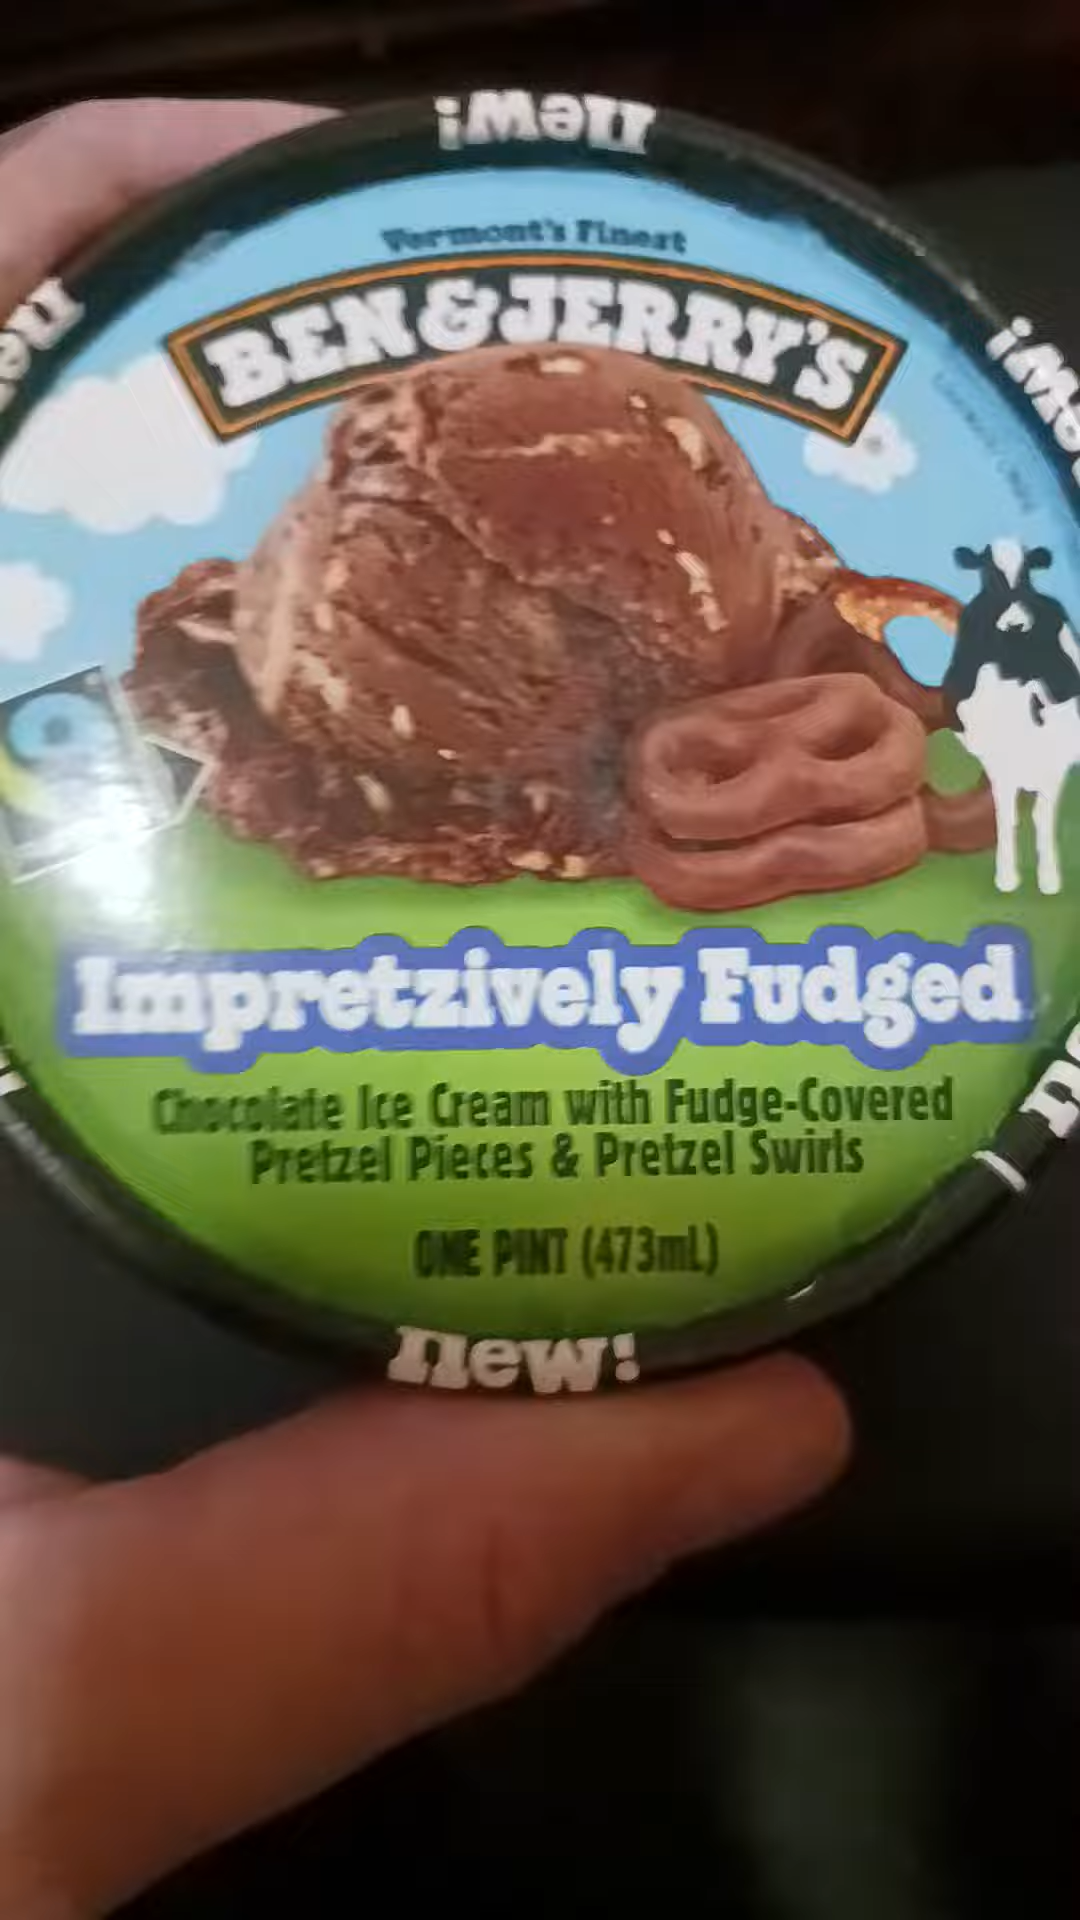 new!
Vermont's Finest
BEN & JERRY'S
new!
Impretzively Fudged
Chocolate Ice Cream with Fudge-Covered
Pretzel Pieces & Pretzel Swirls
ONE PINT (473mL)
new!